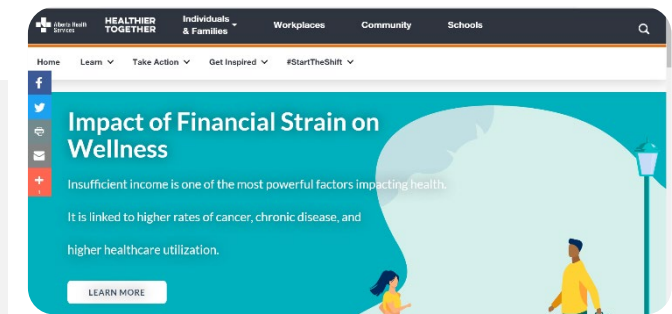 Alberta Health
Services
HEALTHIER
TOGETHER
Individuals
& Families
Workplaces
Community
Schools
Home
Learn
Take Action
Get Inspired
#StartTheShift
Impact of Financial Strain on
Wellness
Insufficient income is one of the most powerful factors impacting health.
It is linked to higher rates of cancer, chronic disease, and
higher healthcare utilization.
LEARN MORE